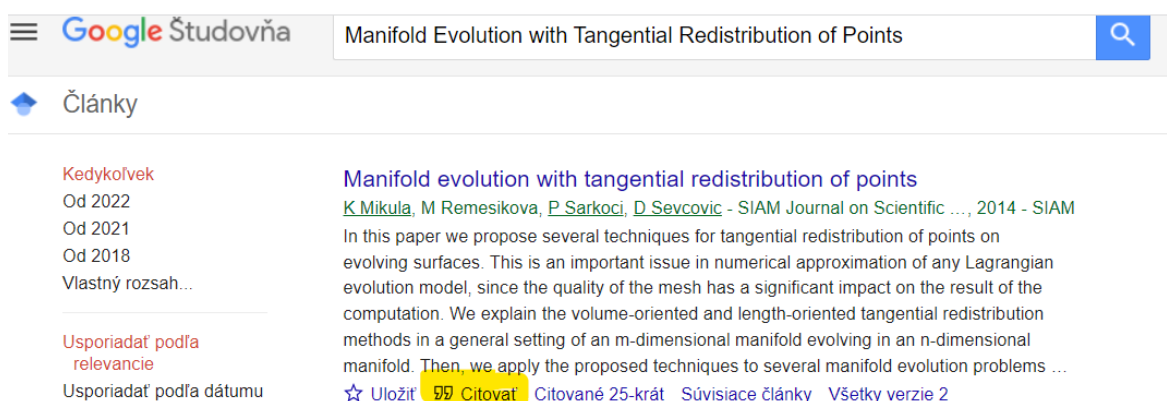 Google Študovňa
Manifold Evolution with Tangential Redistribution of Points
Články
Kedykoľvek
Od 2022
Od 2021
Od 2018
Vlastný rozsah...
Usporiadať podľa
relevancie
Usporiadať podľa dátumu
Manifold evolution with tangential redistribution of points
K Mikula, M Remesikova, P Sarkoci, D Sevcovic - SIAM Journal on Scientific …, 2014 - SIAM
In this paper we propose several techniques for tangential redistribution of points on
evolving surfaces. This is an important issue in numerical approximation of any Lagrangian
evolution model, since the quality of the mesh has a significant impact on the result of the
computation. We explain the volume-oriented and length-oriented tangential redistribution
methods in a general setting of an m-dimensional manifold evolving in an n-dimensional
manifold. Then, we apply the proposed techniques to several manifold evolution problems …
Uložiť Citovať Citované 25-krát Súvisiace články Všetky verzie 2